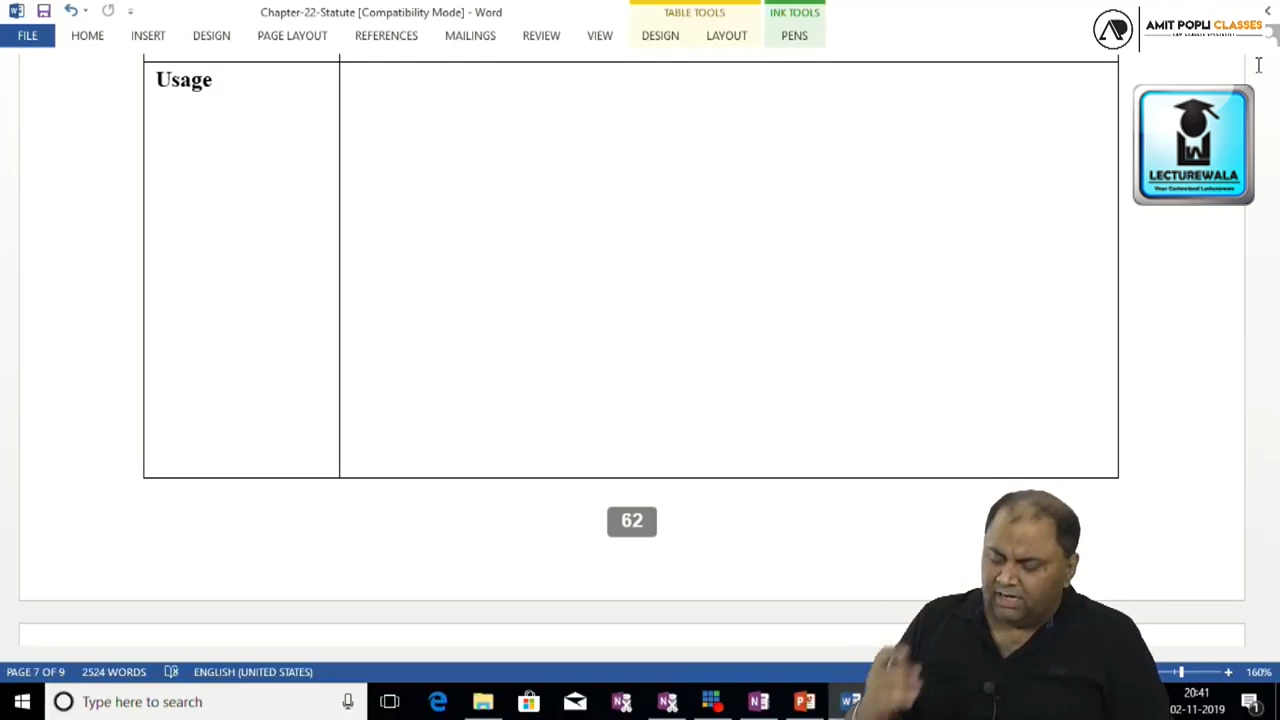 Chapter-22-Statute [Compatibility Mode] - Word
TABLE TOOLS
INK TOOLS
FILE HOME INSERT DESIGN PAGE LAYOUT REFERENCES MAILINGS REVIEW VIEW DESIGN LAYOUT PENS
AMIT POPLI CLASSES
Usage
LECTUREWALA
62
PAGE 7 OF 9 2524 WORDS ENGLISH (UNITED STATES) 160%
Type here to search
20:41
02-11-2019